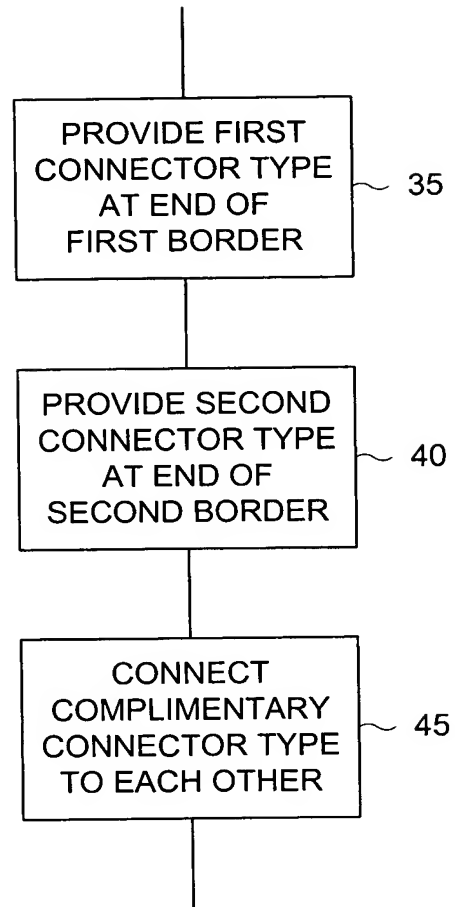 PROVIDE FIRST
CONNECTOR TYPE
AT END OF
FIRST BORDER
35
PROVIDE SECOND
CONNECTOR TYPE
AT END OF
SECOND BORDER
40
CONNECT
COMPLIMENTARY
CONNECTOR TYPE
TO EACH OTHER
45